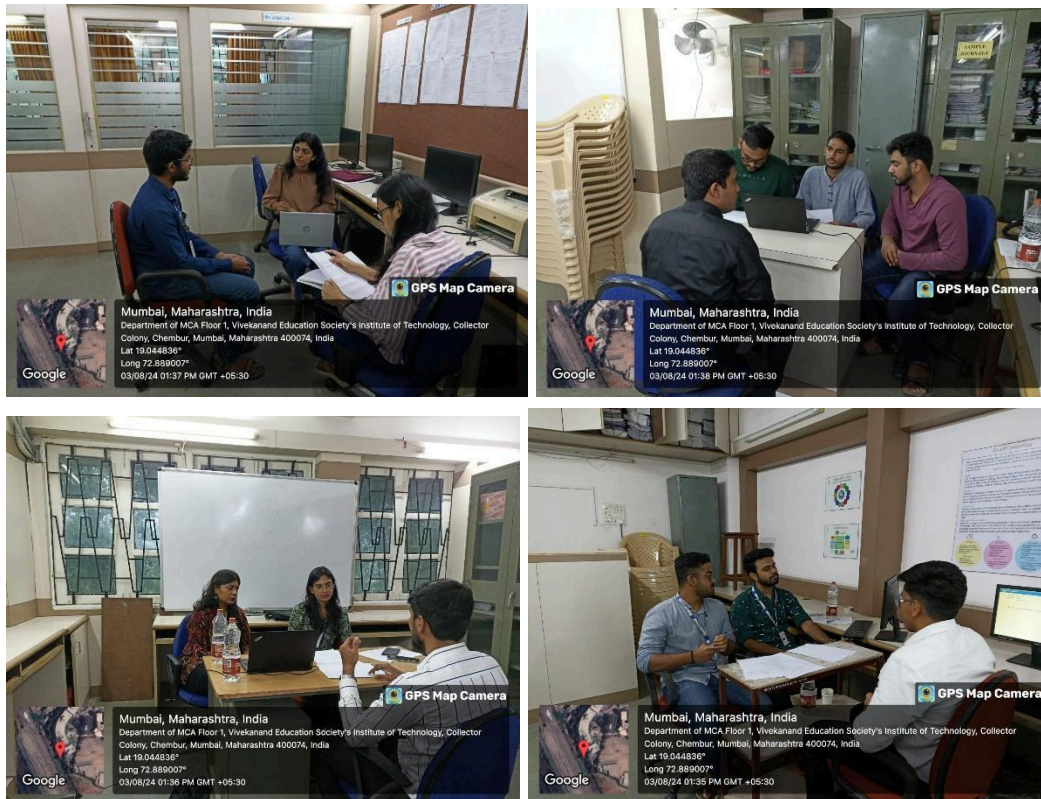 GPS Map Camera
Google
Mumbai, Maharashtra, India
Department of MCA Floor 1, Vivekanand Education Society's Institute of Technology, Collector
Colony, Chembur, Mumbai, Maharashtra 400074, India
Lat 19.044836°
Long 72.889007°
03/08/24 01:37 PM GMT +05:30
SAMPLE
JOURNALS
GPS Map Camera
Google
Mumbai, Maharashtra, India
Department of MCA Floor 1, Vivekanand Education Society's Institute of Technology, Collector
Colony, Chembur, Mumbai, Maharashtra 400074, India
Lat 19.044836°
Long 72.889007°
03/08/24 01:38 PM GMT +05:30
GPS Map Camera
Google
Mumbai, Maharashtra, India
Department of MCA Floor 1, Vivekanand Education Society's Institute of Technology, Collector
Colony, Chembur, Mumbai, Maharashtra 400074, India
Lat 19.044836°
Long 72.889007°
03/08/24 01:36 PM GMT +05:30
GPS Map Camera
Google
Mumbai, Maharashtra, India
Department of MCA Floor 1, Vivekanand Education Society's Institute of Technology, Collector
Colony, Chembur, Mumbai, Maharashtra 400074, India
Lat 19.044836°
Long 72.889007°
03/08/24 01:35 PM GMT +05:30